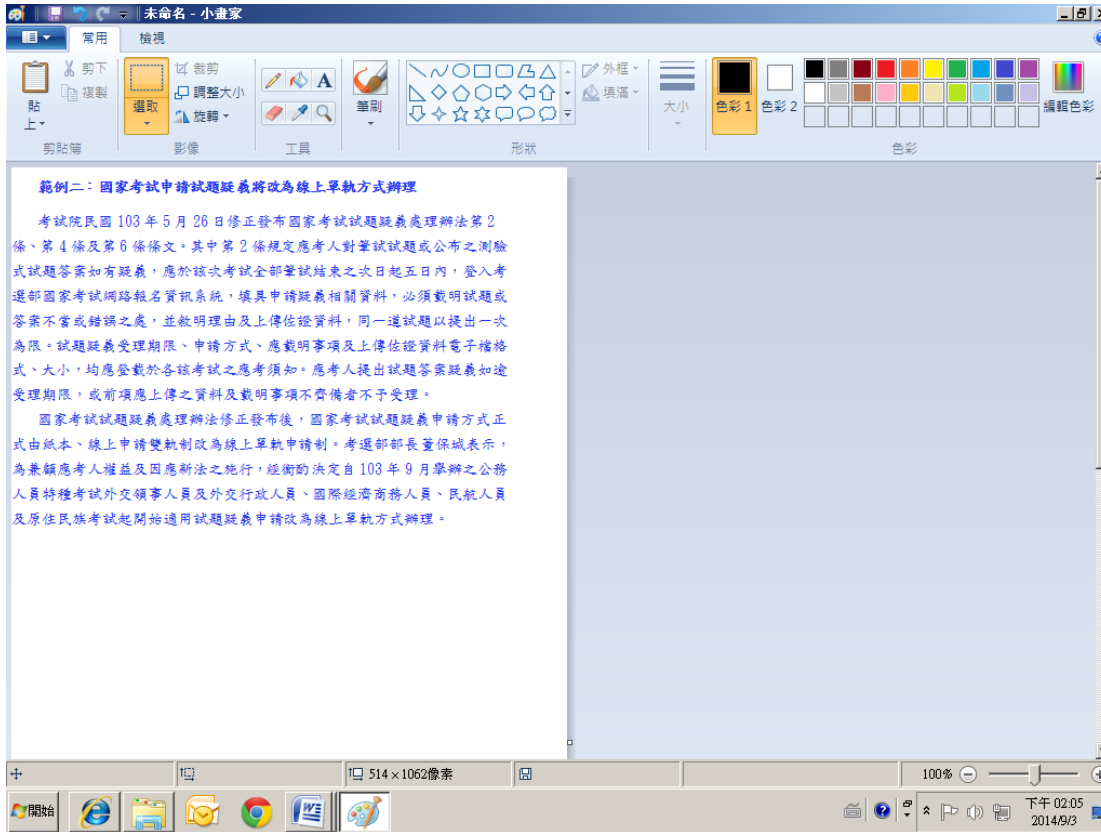 未命名 - 小畫家
常用 檢視
貼上
剪下
複製
剪貼簿
選取
裁剪
調整大小
旋轉
影像
A
工具
筆刷
外框
填滿
形狀
大小
色彩 1
色彩 2
編輯色彩
色彩
範例二：國家考試申請試題疑義將改為線上單軌方式辦理
考試院民國 103 年 5 月 26 日修正發布國家考試試題疑義處理辦法第 2
條、第 4 條及第 6 條條文。其中第 2 條規定應考人對筆試試題或公布之測驗
式試題答案如有疑義，應於該次考試全部筆試結束之次日起五日內，登入考
選部國家考試網路報名資訊系統，填具申請疑義相關資料，必須載明試題或
答案不當或錯誤之處，並敘明理由及上傳佐證資料，同一道試題以提出一次
為限。試題疑義受理期限、申請方式、應載明事項及上傳佐證資料電子檔格
式、大小，均應登載於各該考試之應考須知。應考人提出試題答案疑義如逾
受理期限，或前項應上傳之資料及載明事項不齊備者不予受理。
國家考試試題疑義處理辦法修正發布後，國家考試試題疑義申請方式正
式由紙本、線上申請雙軌制改為線上單軌申請制。考選部部長董保城表示，
為兼顧應考人權益及因應新法之施行，經衡酌決定自 103 年 9 月舉辦之公務
人員特種考試外交領事人員及外交行政人員、國際經濟商務人員、民航人員
及原住民族考試起開始適用試題疑義申請改為線上單軌方式辦理。
514 × 1062像素
100%
開始
下午 02:05
2014/9/3